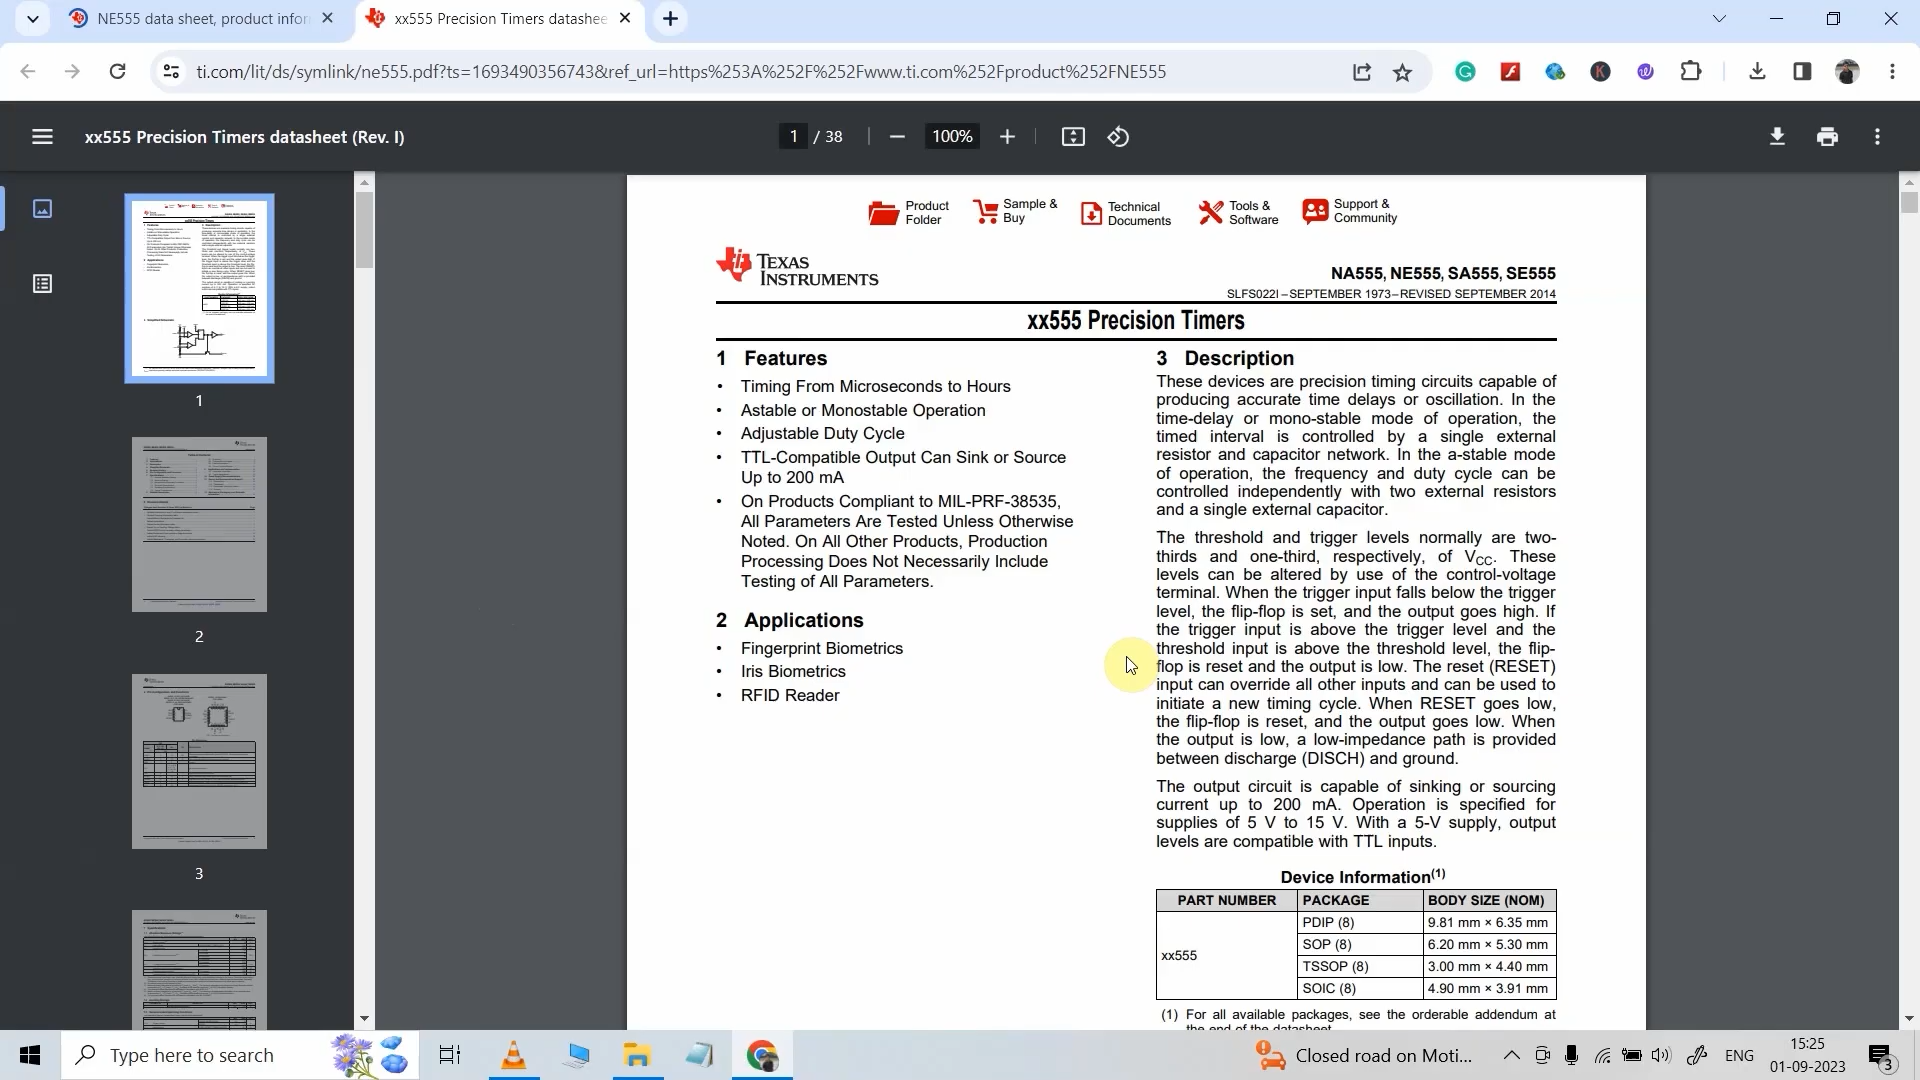 NE555 data sheet, product infor
xx555 Precision Timers datashee
ti.com/lit/ds/symlink/ne555.pdf?ts=1693490356743&ref_url=https%253A%252F%252Fwww.ti.com%252Fproduct%252FNE555
xx555 Precision Timers datasheet (Rev. I)
1 / 38
100%
1
2
3
Product
Folder
Sample &
Buy
Technical
Documents
Tools &
Software
Support &
Community
TEXAS
INSTRUMENTS
NA555, NE555, SA555, SE555
SLFS022I – SEPTEMBER 1973 – REVISED SEPTEMBER 2014
xx555 Precision Timers
1 Features
• Timing From Microseconds to Hours
• Astable or Monostable Operation
• Adjustable Duty Cycle
• TTL-Compatible Output Can Sink or Source
Up to 200 mA
• On Products Compliant to MIL-PRF-38535,
All Parameters Are Tested Unless Otherwise
Noted. On All Other Products, Production
Processing Does Not Necessarily Include
Testing of All Parameters.
2 Applications
• Fingerprint Biometrics
• Iris Biometrics
• RFID Reader
3 Description
These devices are precision timing circuits capable of
producing accurate time delays or oscillation. In the
time-delay or mono-stable mode of operation, the
timed interval is controlled by a single external
resistor and capacitor network. In the a-stable mode
of operation, the frequency and duty cycle can be
controlled independently with two external resistors
and a single external capacitor.
The threshold and trigger levels normally are two-
thirds and one-third, respectively, of VCC. These
levels can be altered by use of the control-voltage
terminal. When the trigger input falls below the trigger
level, the flip-flop is set, and the output goes high. If
the trigger input is above the trigger level and the
threshold input is above the threshold level, the flip-
flop is reset and the output is low. The reset (RESET)
input can override all other inputs and can be used to
initiate a new timing cycle. When RESET goes low,
the flip-flop is reset, and the output goes low. When
the output is low, a low-impedance path is provided
between discharge (DISCH) and ground.
The output circuit is capable of sinking or sourcing
current up to 200 mA. Operation is specified for
supplies of 5 V to 15 V. With a 5-V supply, output
levels are compatible with TTL inputs.
Device Information(1)
PART NUMBER PACKAGE BODY SIZE (NOM)
xx555
PDIP (8) 9.81 mm × 6.35 mm
SOP (8) 6.20 mm × 5.30 mm
TSSOP (8) 3.00 mm × 4.40 mm
SOIC (8) 4.90 mm × 3.91 mm
(1) For all available packages, see the orderable addendum at
the end of the datasheet.
Type here to search
Closed road on Moti...
ENG
15:25
01-09-2023
3